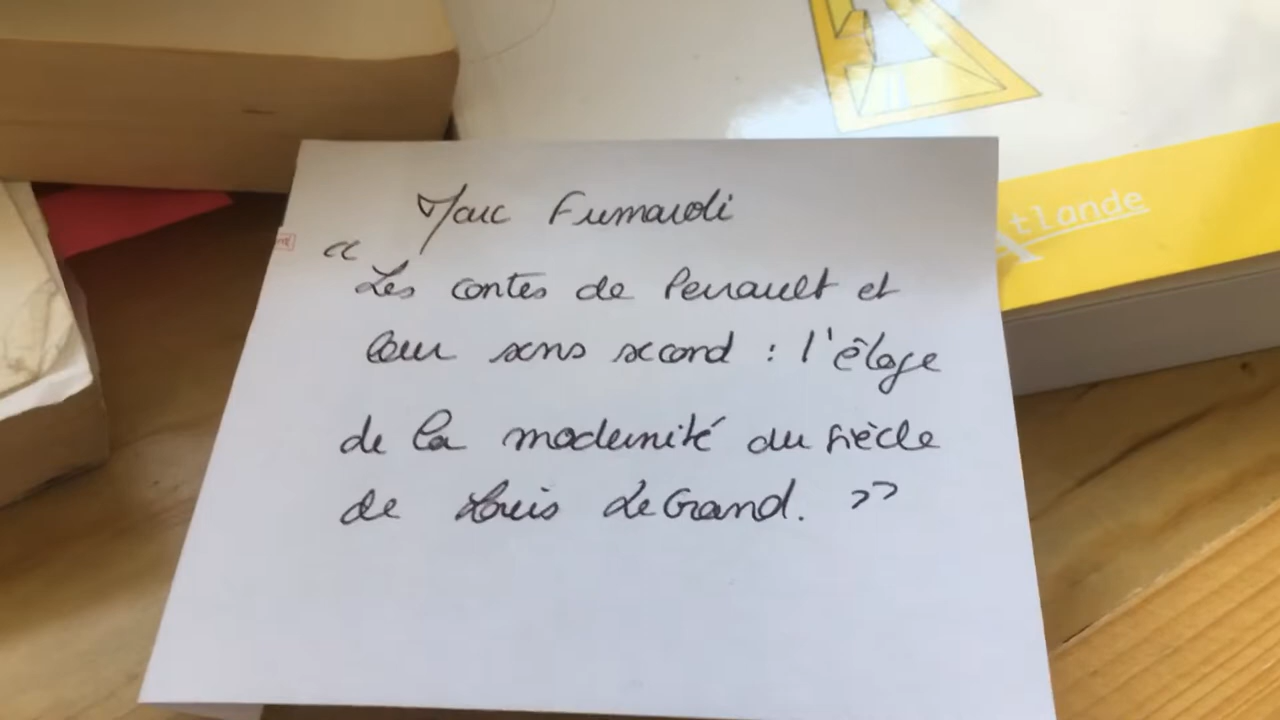 Marc Fumaroli
« Les contes de Perrault et
leur sens second : l'éloge
de la modernité du siècle
de Louis Le Grand. »
Atlande